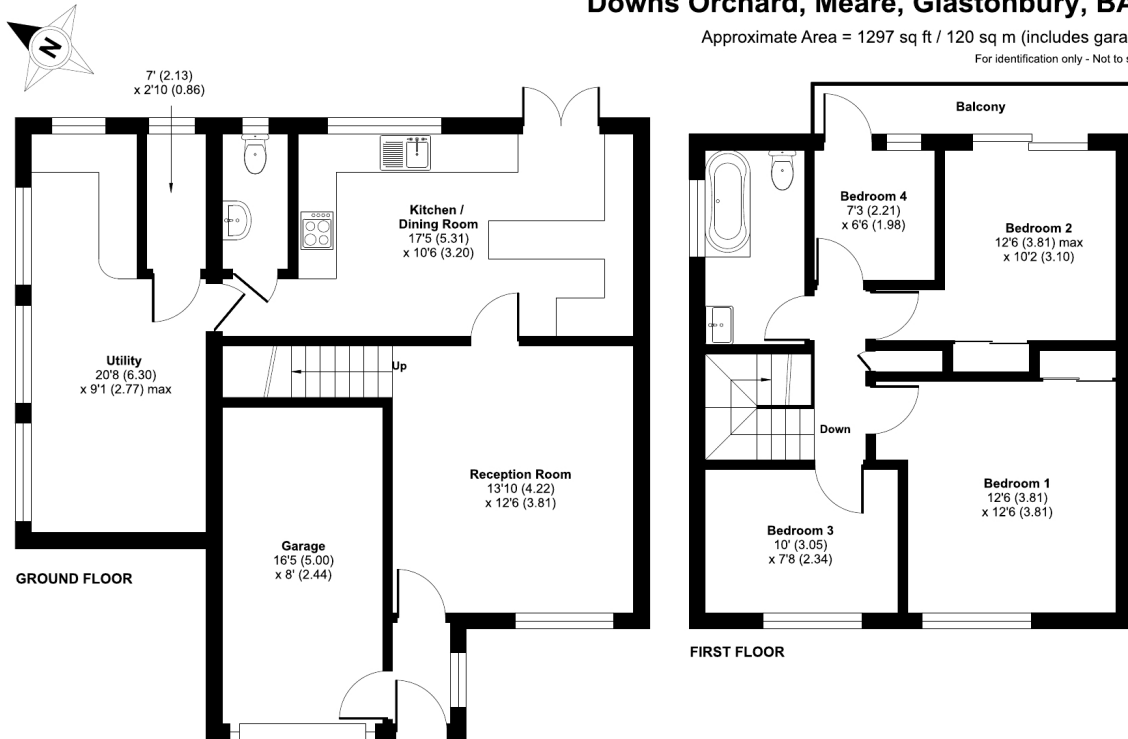 Downs Orchard, Meare, Glastonbury, BA
Approximate Area = 1297 sq ft / 120 sq m (includes gara
For identification only - Not to s
N
7' (2.13)
x 2'10 (0.86)
Kitchen /
Dining Room
17'5 (5.31)
x 10'6 (3.20)
Utility
20'8 (6.30)
x 9'1 (2.77) max
Up
Reception Room
13'10 (4.22)
x 12'6 (3.81)
Garage
16'5 (5.00)
x 8' (2.44)
GROUND FLOOR
Balcony
Bedroom 4
7'3 (2.21)
x 6'6 (1.98)
Bedroom 2
12'6 (3.81) max
x 10'2 (3.10)
Down
Bedroom 1
12'6 (3.81)
x 12'6 (3.81)
Bedroom 3
10' (3.05)
x 7'8 (2.34)
FIRST FLOOR